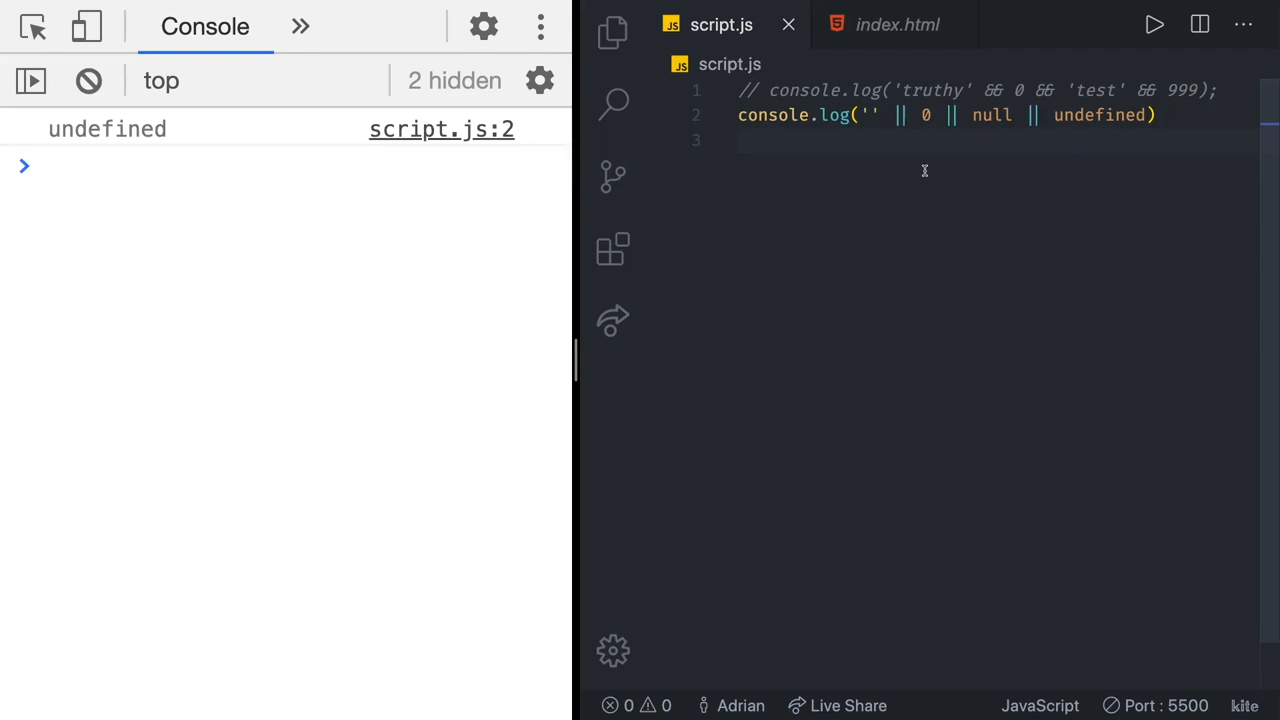 Console
top
2 hidden
undefined
script.js:2
script.js
index.html
script.js
1 // console.log('truthy' && 0 && 'test' && 999);
2 console.log('' || 0 || null || undefined)
3
0 0 Adrian Live Share JavaScript Port : 5500 kite